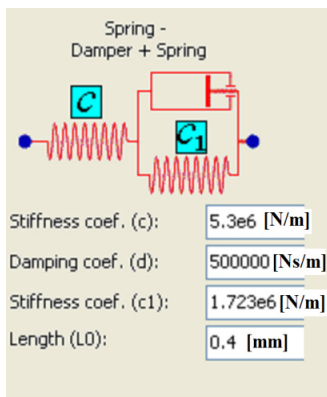 Spring -
Damper + Spring
C
C1
Stiffness coef. (c): 5.3e6 [N/m]
Damping coef. (d): 500000 [Ns/m]
Stiffness coef. (c1): 1.723e6 [N/m]
Length (L0): 0.4 [mm]